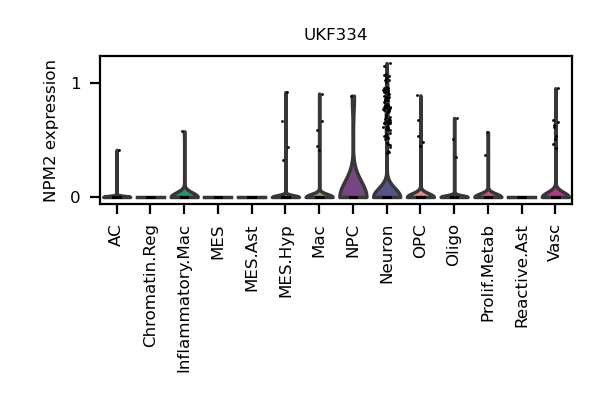 UKF334
NPM2 expression
1
0
AC
Chromatin.Reg
Inflammatory.Mac
MES
MES.Ast
MES.Hyp
Mac
NPC
Neuron
OPC
Oligo
Prolif.Metab
Reactive.Ast
Vasc